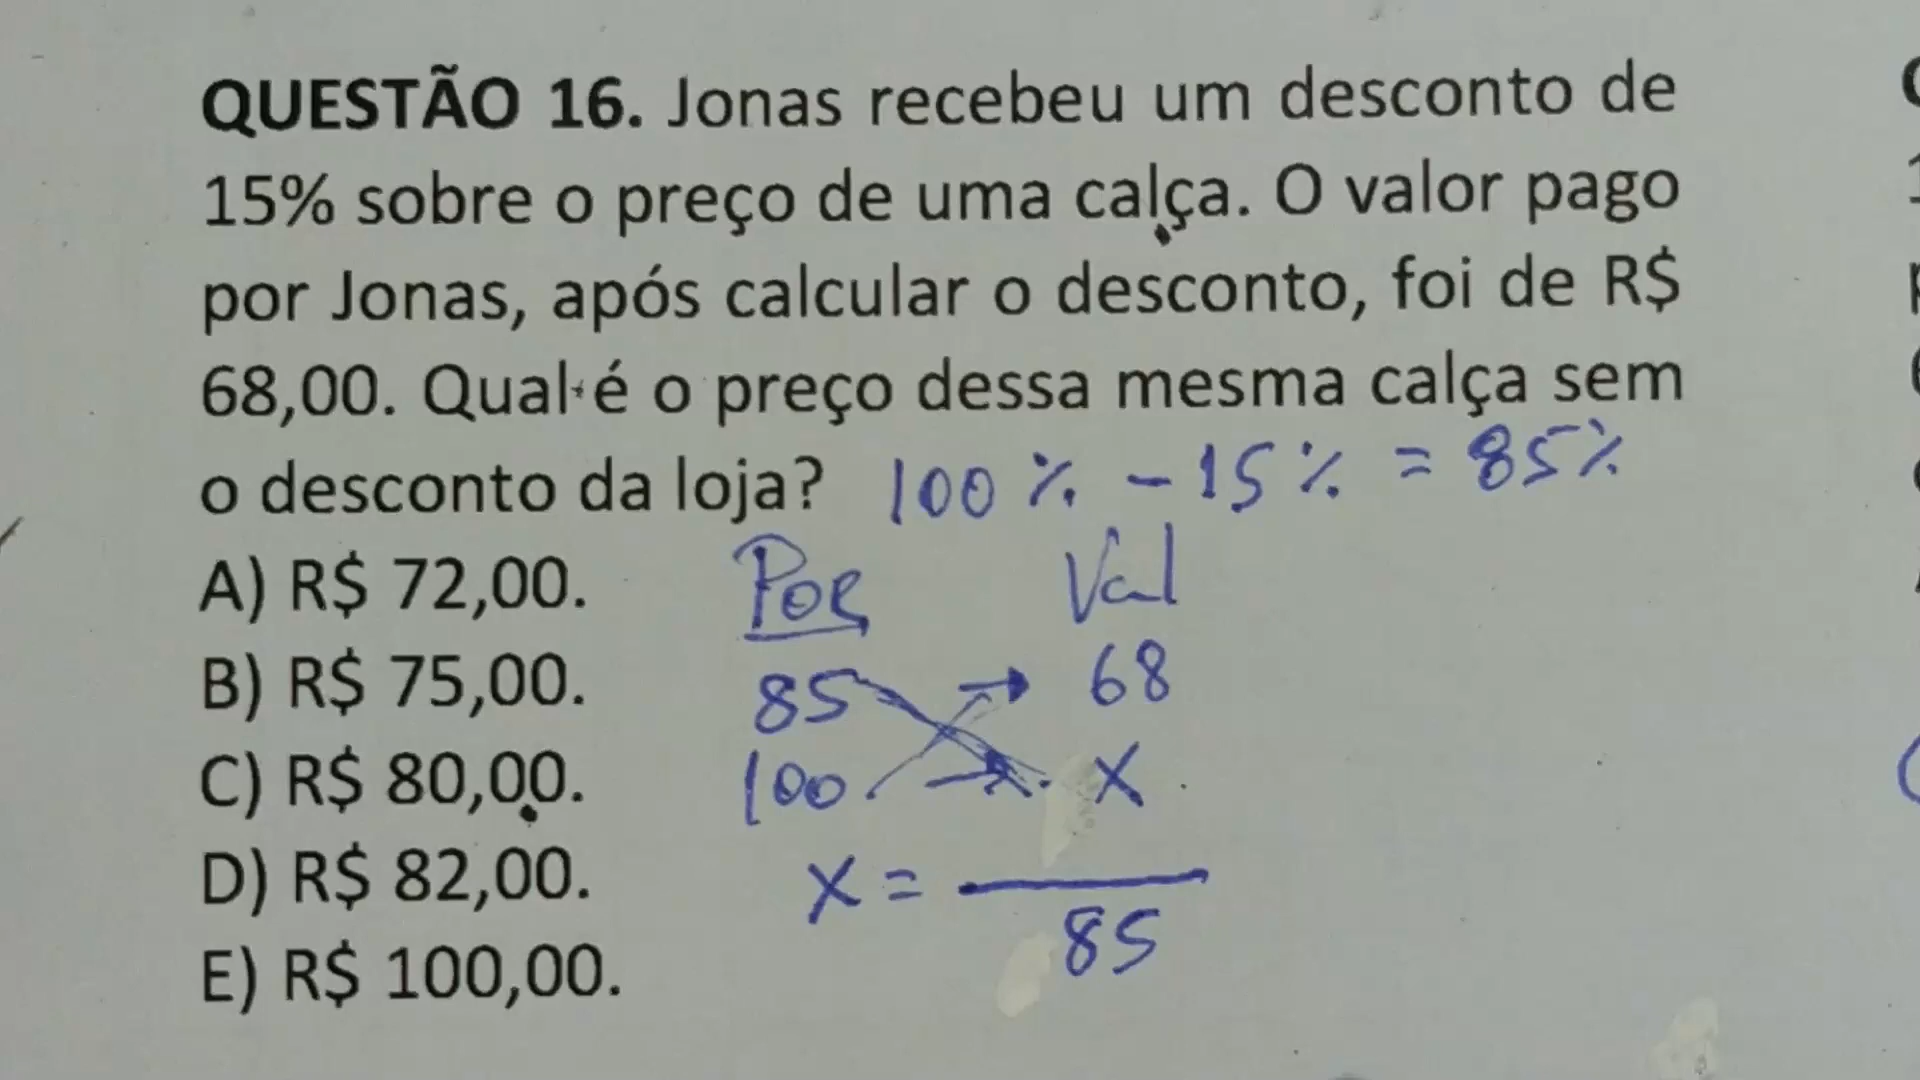 QUESTÃO 16. Jonas recebeu um desconto de
15% sobre o preço de uma calça. O valor pago
por Jonas, após calcular o desconto, foi de R$
68,00. Qual é o preço dessa mesma calça sem
o desconto da loja? 100% - 15% = 85%
A) R$ 72,00.
B) R$ 75,00.
C) R$ 80,00.
D) R$ 82,00.
E) R$ 100,00.
Por Val
85 68
100 x
x =
85